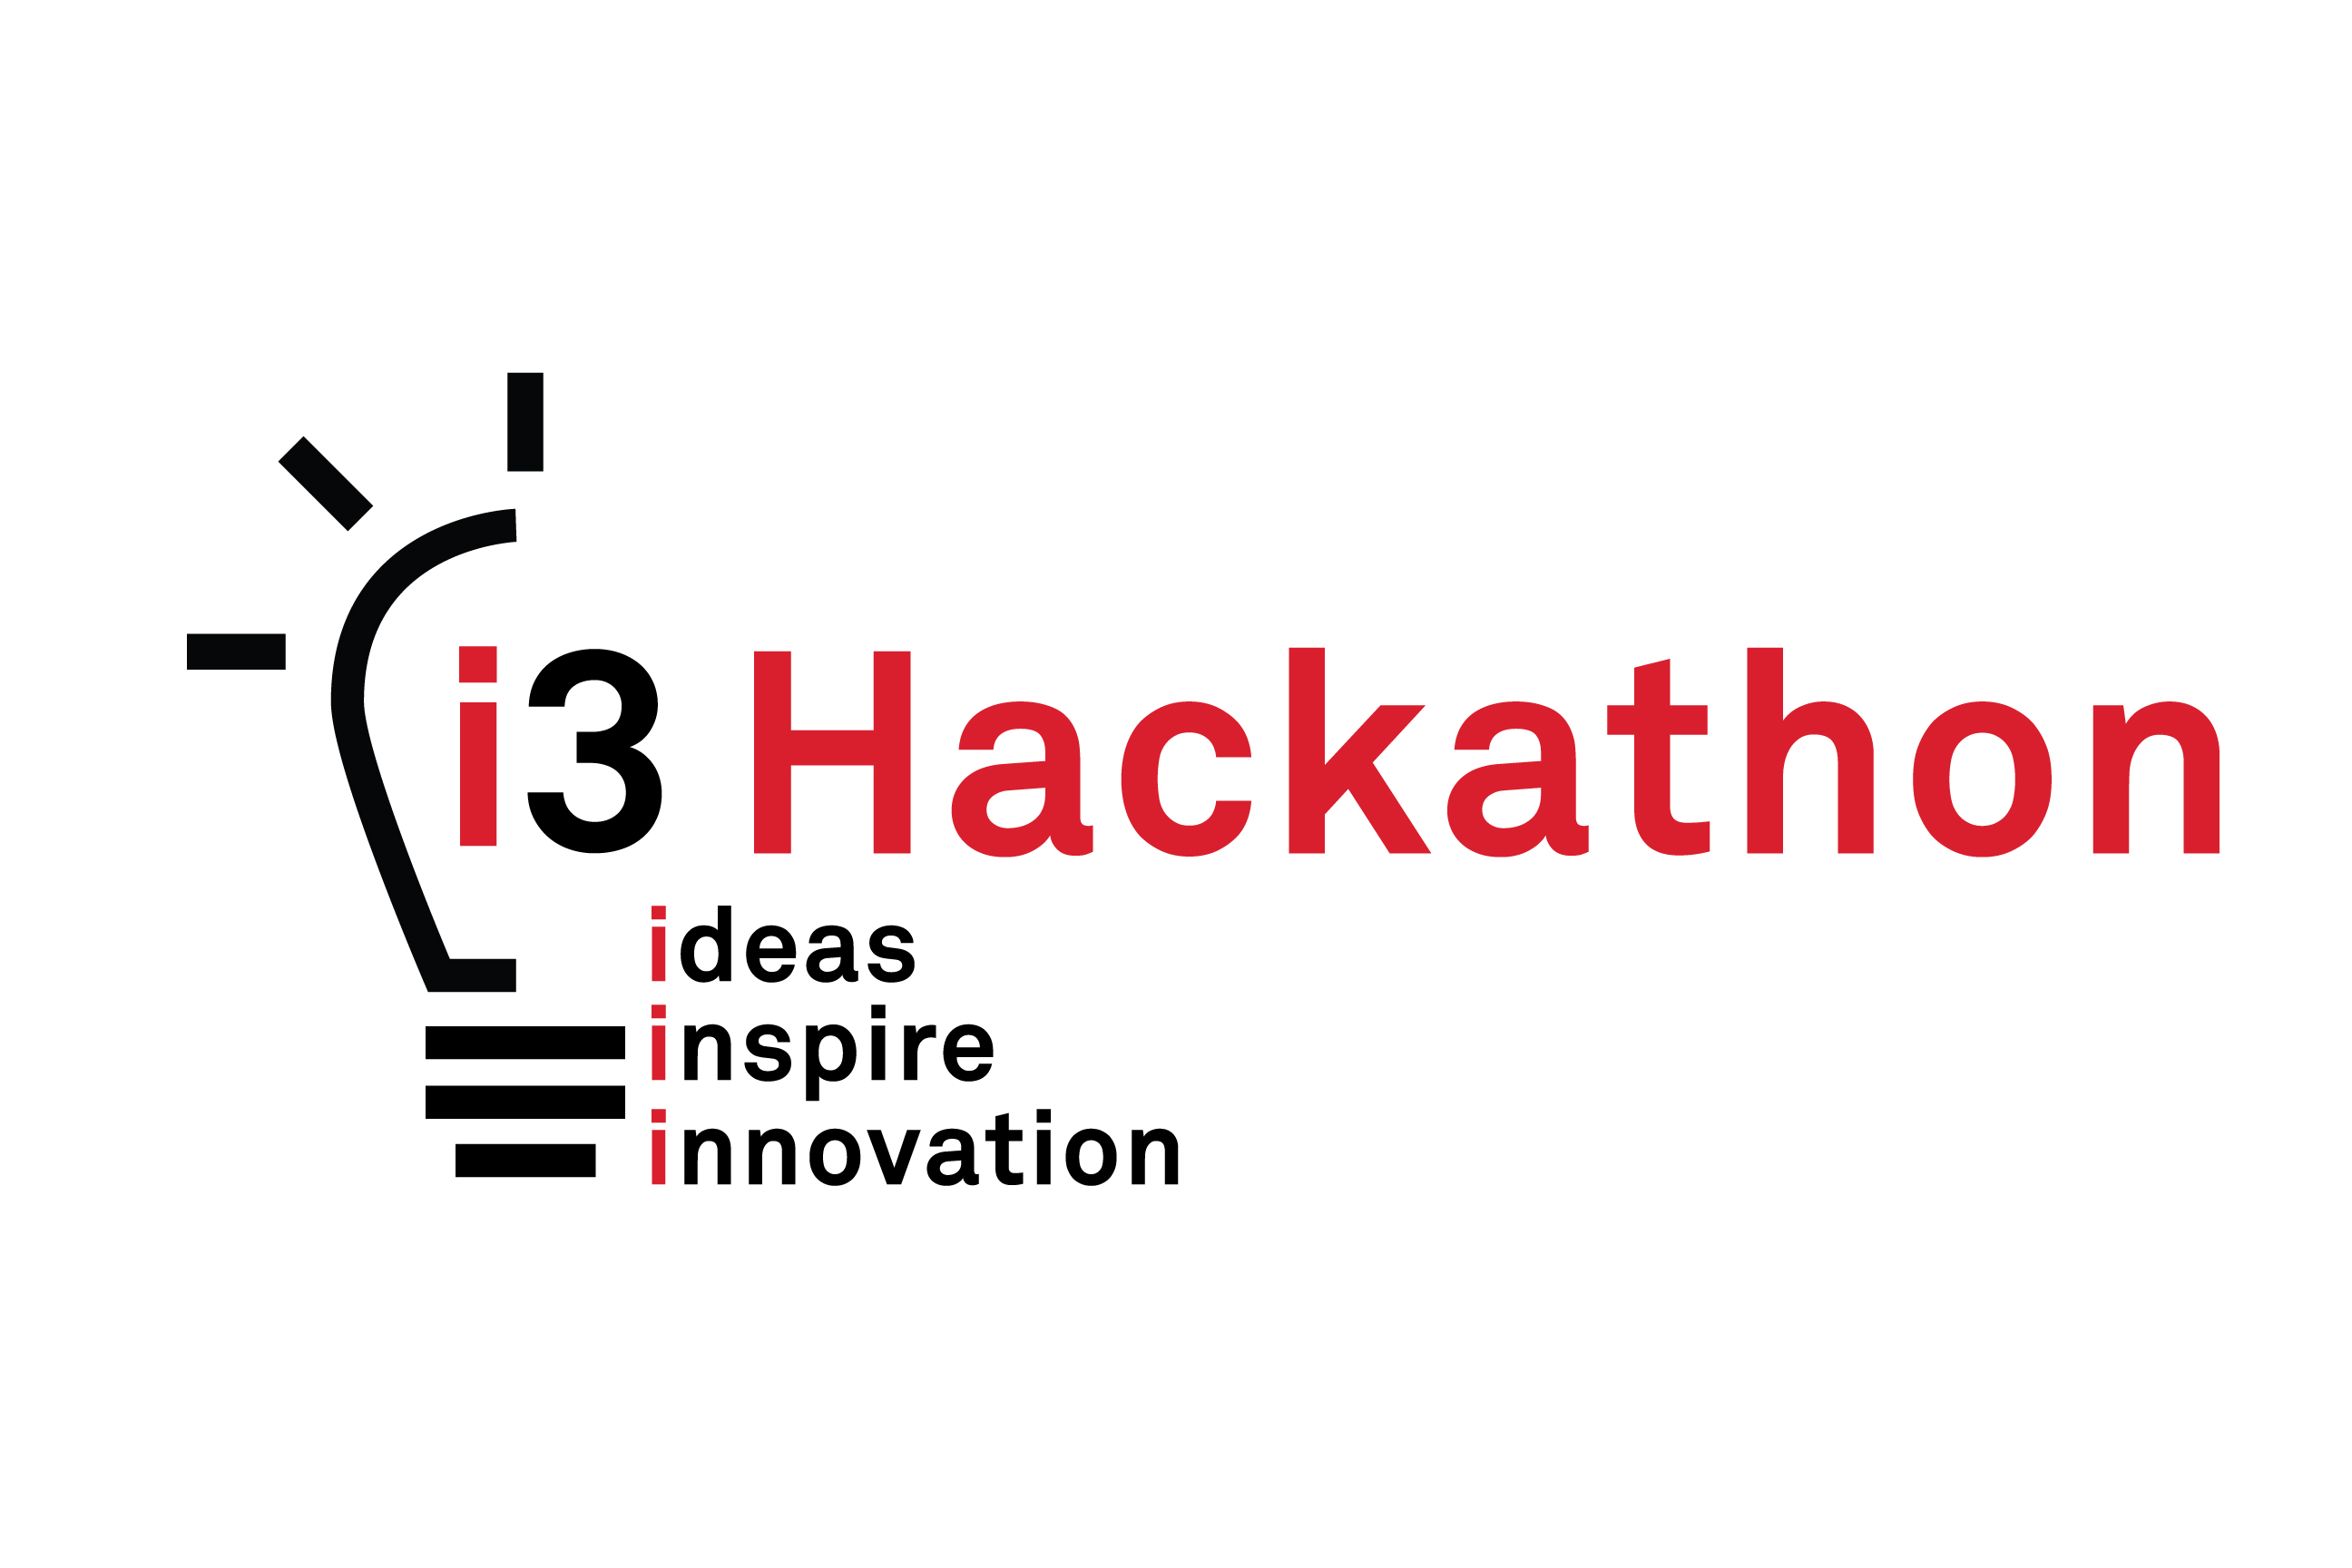 i3 Hackathon
ideas
inspire
innovation